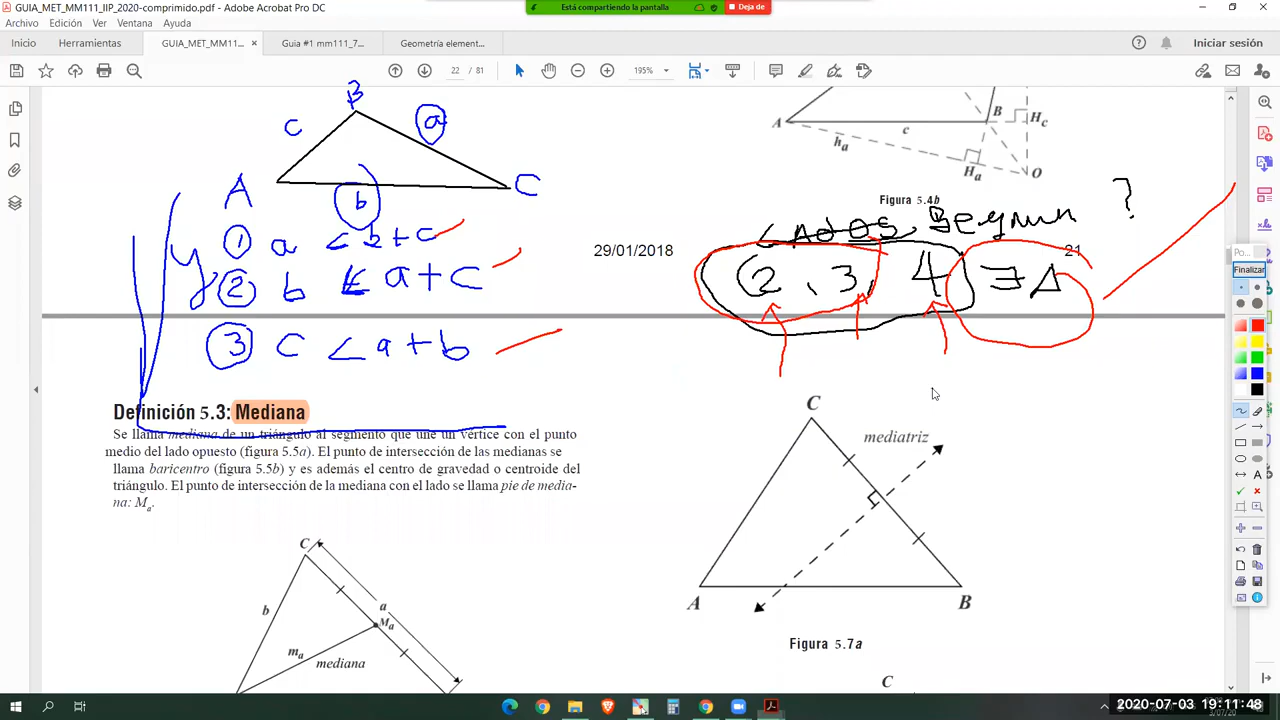 GUIA_MET_MM111_IIP_2020-comprimido.pdf - Adobe Acrobat Pro DC
Está compartiendo la pantalla
Deja de
Archivo Edición Ver Ventana Ayuda
Inicio Herramientas GUIA_MET_MM11... × Guia #1 mm111_7... Geometría element... Iniciar sesión
22 / 81 195%
B
c a
A b C
y
1 a < b + c
2 b < a + c
3 c < a + b
A B c Hc
ha Ha O
Figura 5.4b
29/01/2018
21
LADOS ?
(2, 3, 4 ∃ Δ
Po...
Finalizar
A
Definición 5.3: Mediana
Se llama mediana de un triángulo al segmento que une un vértice con el punto
medio del lado opuesto (figura 5.5a). El punto de intersección de las medianas se
llama baricentro (figura 5.5b) y es además el centro de gravedad o centroide del
triángulo. El punto de intersección de la mediana con el lado se llama pie de media-
na: Ma.
C
b a
Ma
ma mediana
C
mediatriz
A B
Figura 5.7a
C
2020-07-03 19:11:48